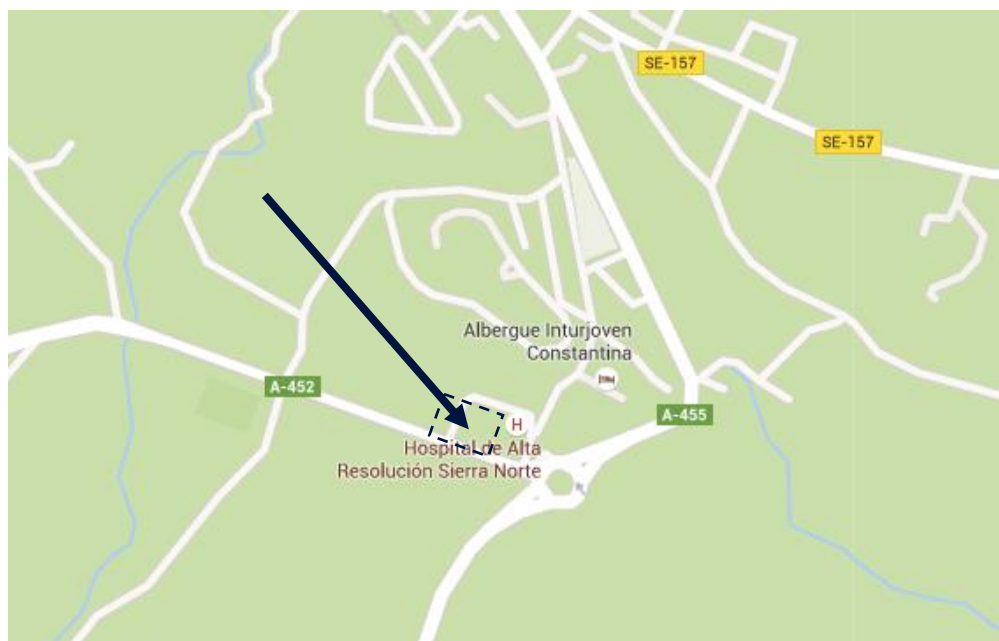 SE-157
SE-157
Albergue Inturjoven
Constantina
A-452
A-455
H
Hospital de Alta
Resolución Sierra Norte